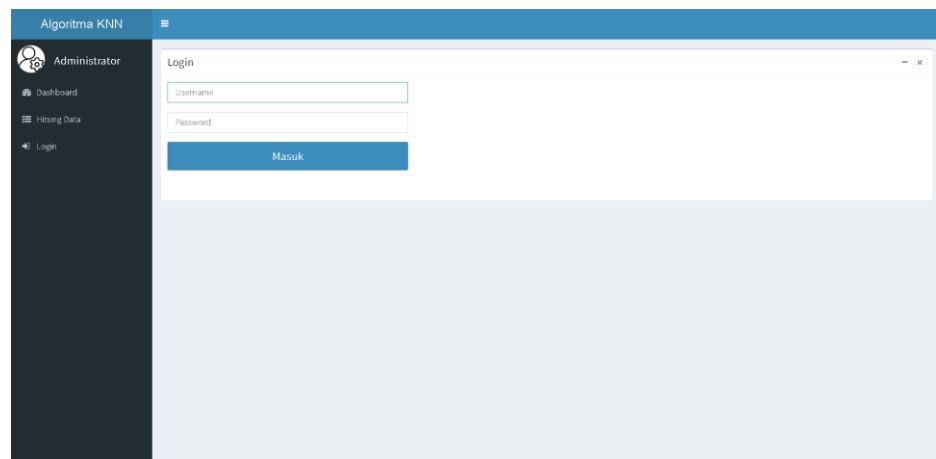 Algoritma KNN
Administrator
Dashboard
Hitung Data
Login
Login
Username
Password
Masuk